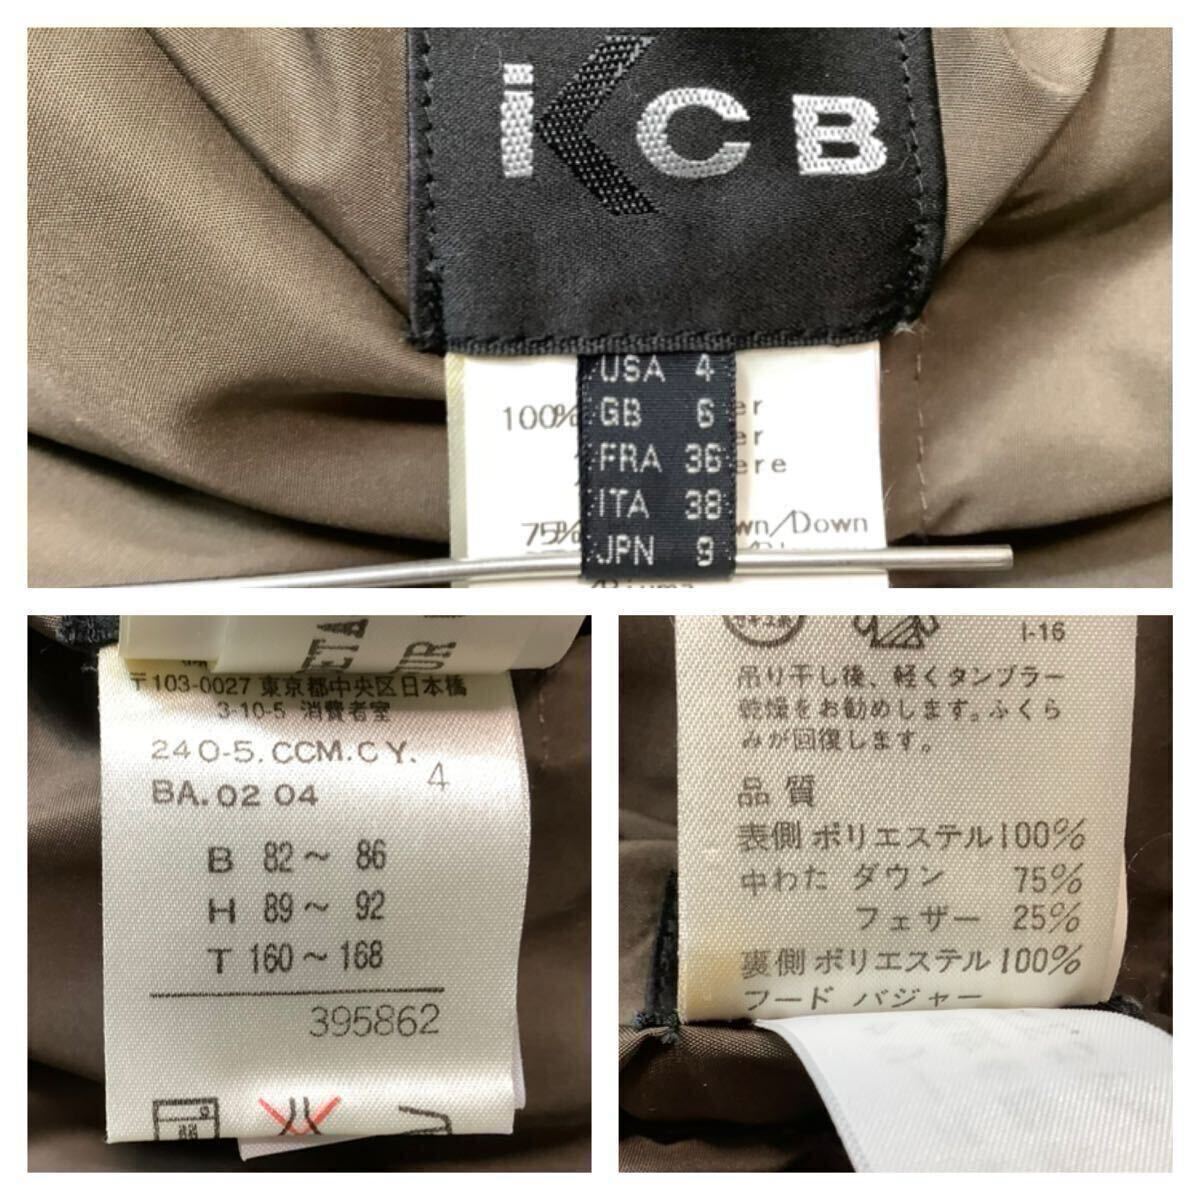 iCB
USA 4
100% GB 6 er
er
FRA 36 ere
ITA 38
75% wn/Down
JPN 9
〒103-0027 東京都中央区日本橋
3-10-5 消費者室
240-5.CCM.CY.
4
BA.02 04
B 82～ 86
H 89～ 92
T 160～168
395862
I-16
吊り干し後、軽くタンブラー
乾燥をお勧めします。ふくら
みが回復します。
品質
表側 ポリエステル100%
中わた ダウン 75%
フェザー 25%
裏側 ポリエステル100%
フード バジャー